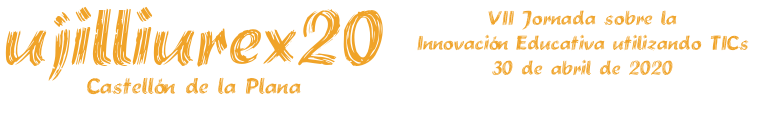 ujilliurex20
Castellón de la Plana
VII Jornada sobre la
Innovación Educativa utilizando TICs
30 de abril de 2020